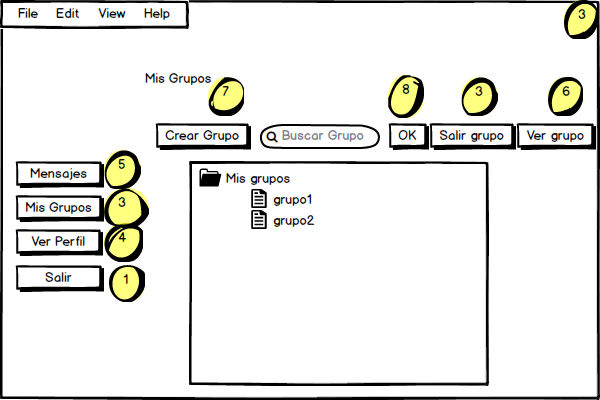 File Edit View Help
3
Mis Grupos
7
8
3
6
Crear Grupo
Buscar Grupo
OK
Salir grupo
Ver grupo
Mensajes
5
Mis Grupos
3
Ver Perfil
4
Salir
1
Mis grupos
grupo1
grupo2